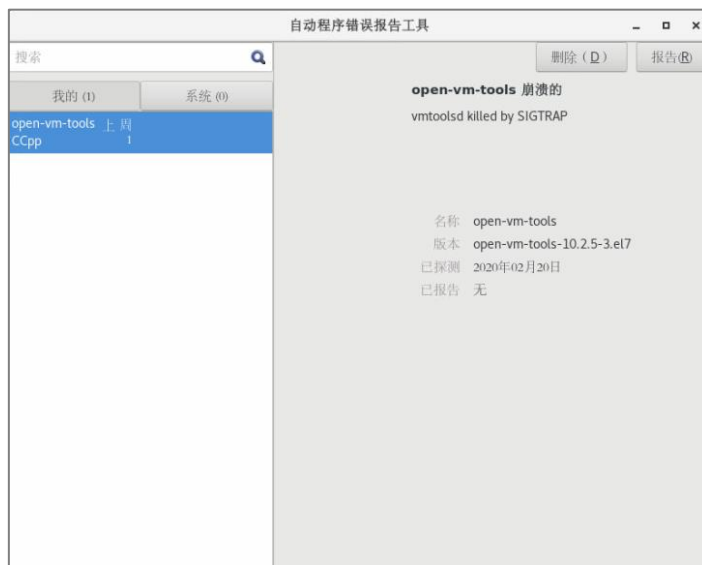 自动程序错误报告工具
搜索
删除（D）
报告(R)
我的 (1)
系统 (0)
open-vm-tools 上 周
CCpp 1
open-vm-tools 崩溃的
vmtoolsd killed by SIGTRAP
名称 open-vm-tools
版本 open-vm-tools-10.2.5-3.el7
已探测 2020年02月20日
已报告 无